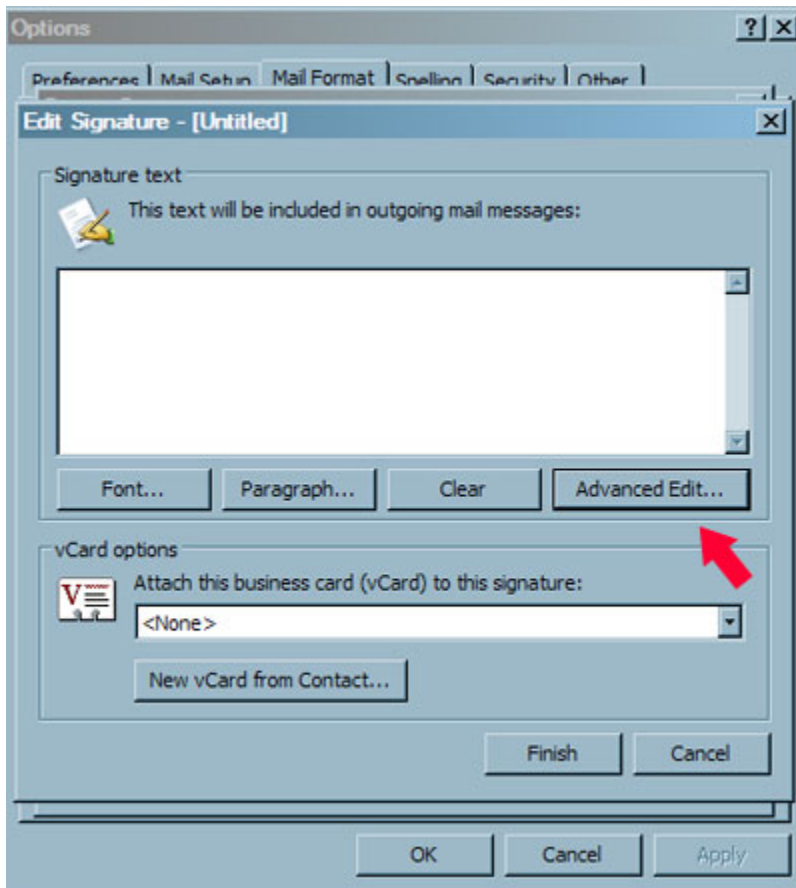 Options
Preferences Mail Setup Mail Format Spelling Security Other
Edit Signature - [Untitled]
Signature text
This text will be included in outgoing mail messages:
Font... Paragraph... Clear Advanced Edit...
vCard options
V
Attach this business card (vCard) to this signature:
<None>
New vCard from Contact...
Finish Cancel
OK Cancel Apply